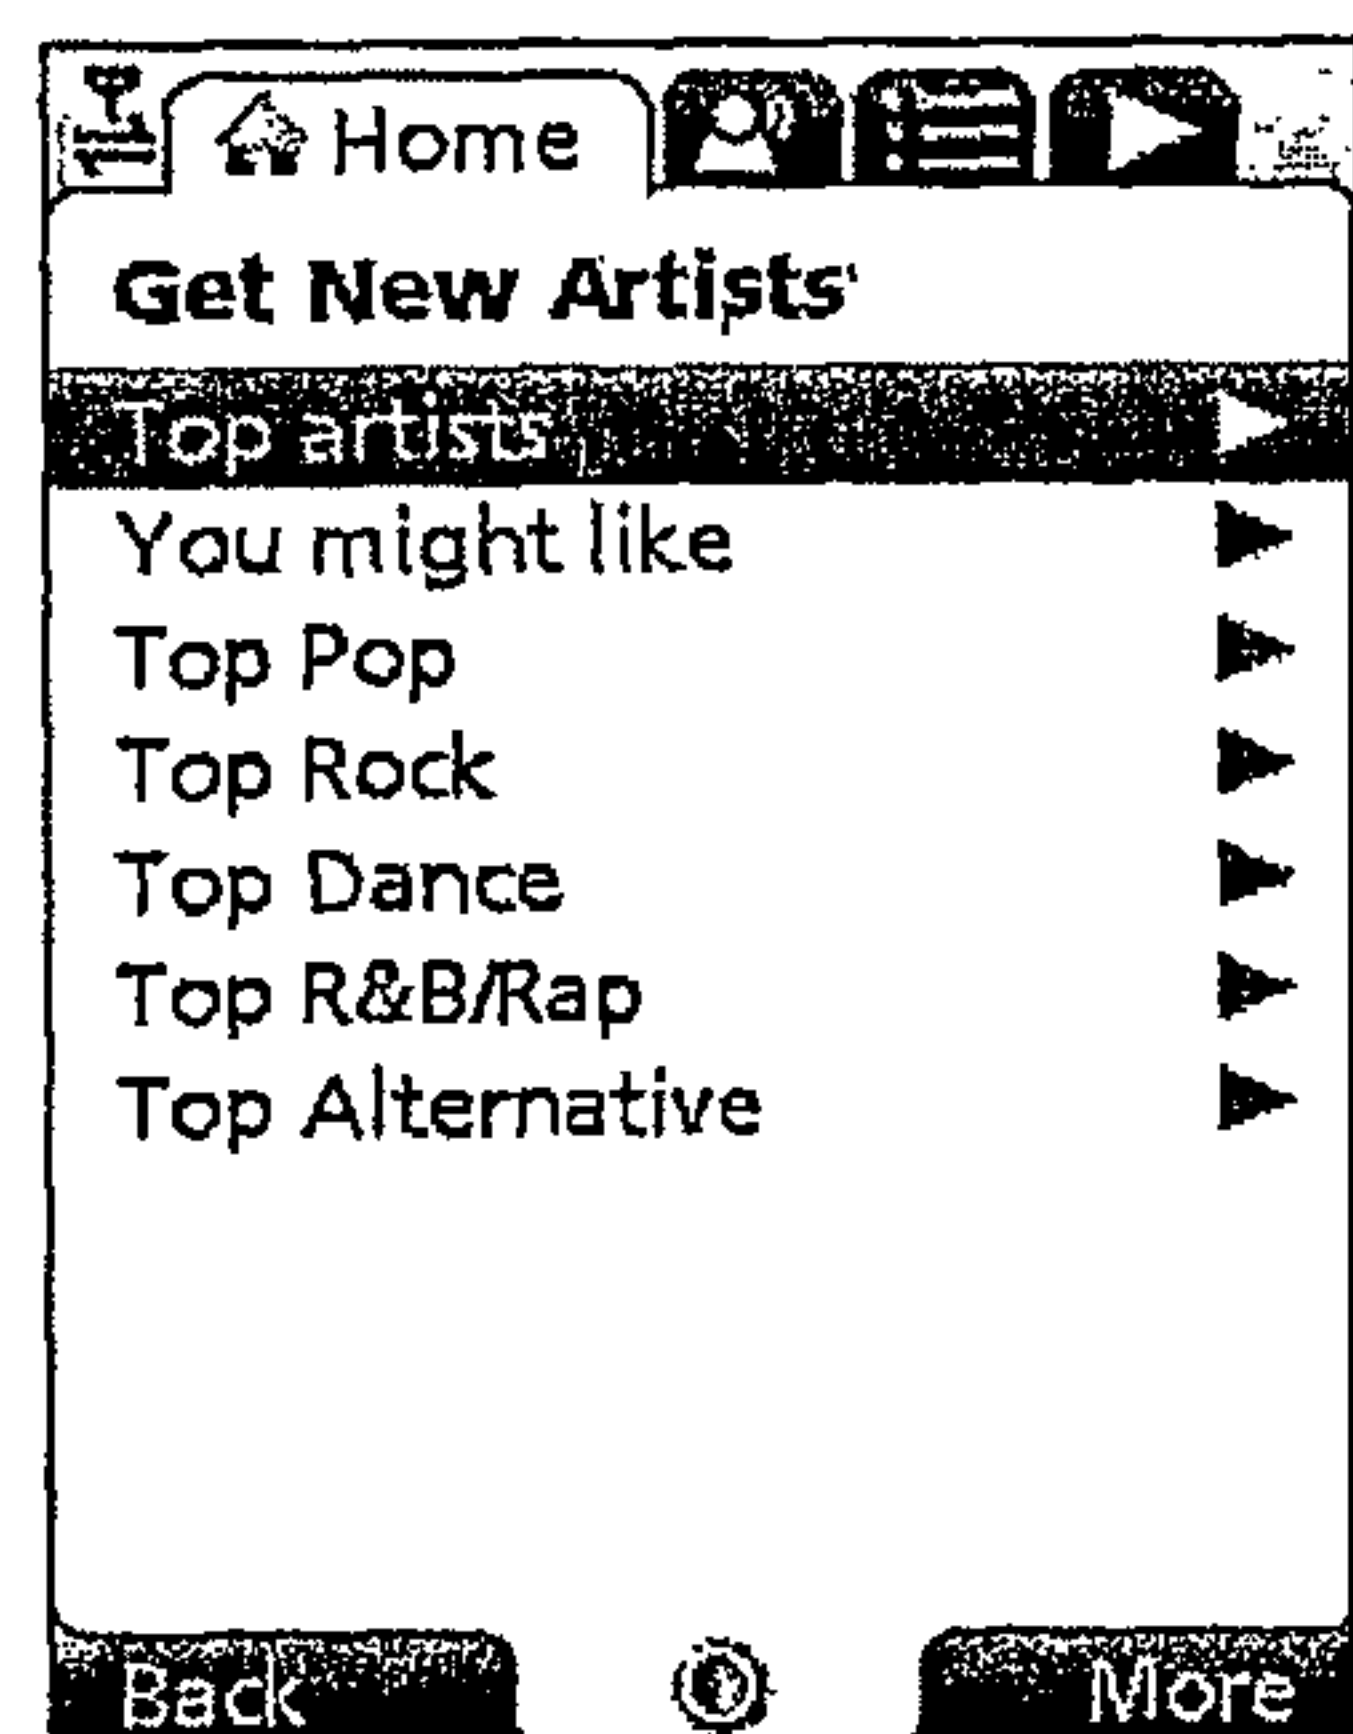 Home
Get New Artists
Top artists
You might like
Top Pop
Top Rock
Top Dance
Top R&B/Rap
Top Alternative
Back
More